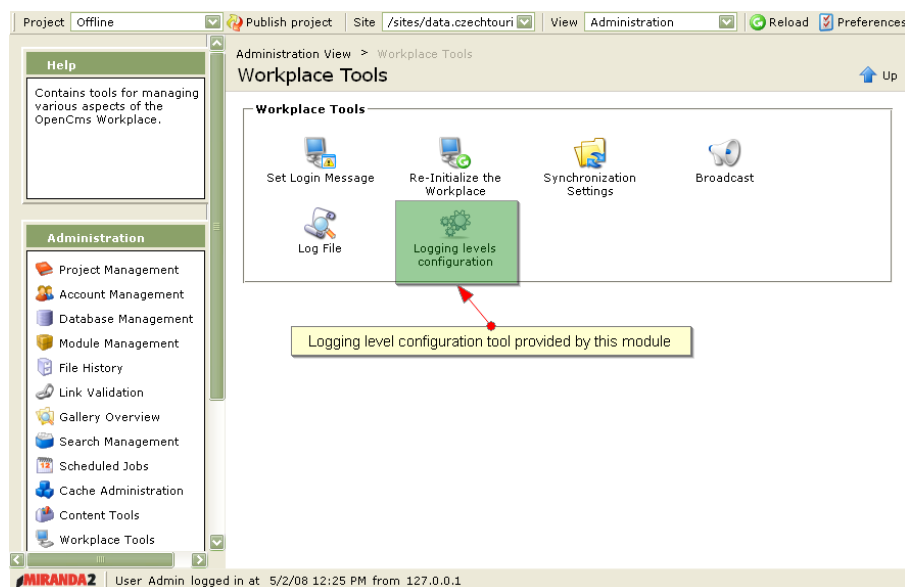 Project Offline Publish project Site /sites/data.czechtouri View Administration Reload Preferences
Help
Contains tools for managing
various aspects of the
OpenCms Workplace.
Administration
Project Management
Account Management
Database Management
Module Management
File History
Link Validation
Gallery Overview
Search Management
Scheduled Jobs
Cache Administration
Content Tools
Workplace Tools
Administration View > Workplace Tools
Workplace Tools
Up
Workplace Tools
Set Login Message
Re-Initialize the
Workplace
Synchronization
Settings
Broadcast
Log File
Logging levels
configuration
Logging level configuration tool provided by this module
MIRANDA2 User Admin logged in at 5/2/08 12:25 PM from 127.0.0.1